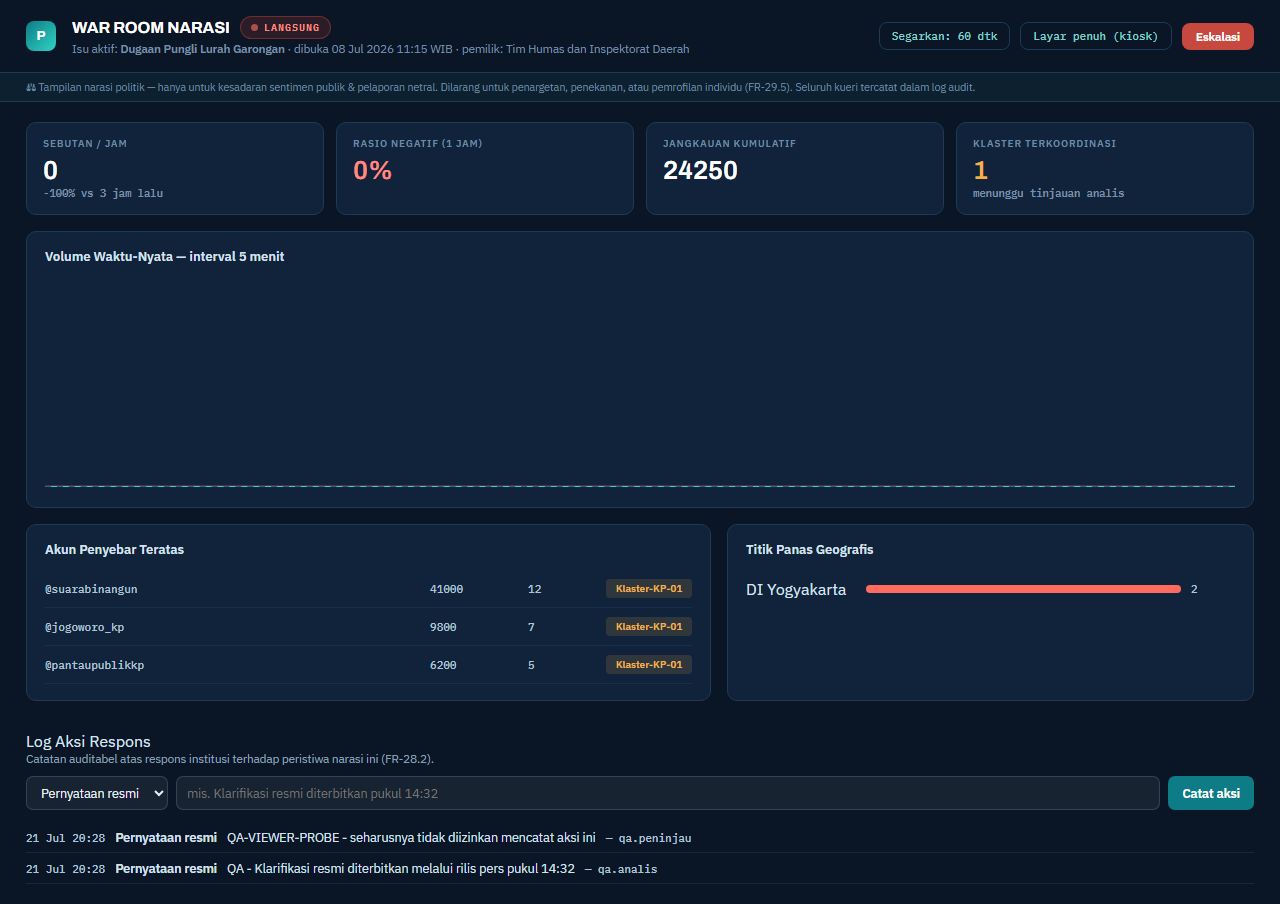 P
WAR ROOM NARASI
LANGSUNG
Isu aktif: Dugaan Pungli Lurah Garongan · dibuka 08 Jul 2026 11:15 WIB · pemilik: Tim Humas dan Inspektorat Daerah
Segarkan: 60 dtk
Layar penuh (kiosk)
Eskalasi
⚖ Tampilan narasi politik — hanya untuk kesadaran sentimen publik & pelaporan netral. Dilarang untuk penargetan, penekanan, atau pemrofilan individu (FR-29.5). Seluruh kueri tercatat dalam log audit.
SEBUTAN / JAM
0
-100% vs 3 jam lalu
RASIO NEGATIF (1 JAM)
0%
JANGKAUAN KUMULATIF
24250
KLASTER TERKOORDINASI
1
menunggu tinjauan analis
Volume Waktu-Nyata — interval 5 menit
Akun Penyebar Teratas
@suarabinangun 41000 12 Klaster-KP-01
@jogoworo_kp 9800 7 Klaster-KP-01
@pantaupublikkp 6200 5 Klaster-KP-01
Titik Panas Geografis
DI Yogyakarta 2
Log Aksi Respons
Catatan auditabel atas respons institusi terhadap peristiwa narasi ini (FR-28.2).
Pernyataan resmi
mis. Klarifikasi resmi diterbitkan pukul 14:32
Catat aksi
21 Jul 20:28 Pernyataan resmi QA-VIEWER-PROBE - seharusnya tidak diizinkan mencatat aksi ini — qa.peninjau
21 Jul 20:28 Pernyataan resmi QA - Klarifikasi resmi diterbitkan melalui rilis pers pukul 14:32 — qa.analis